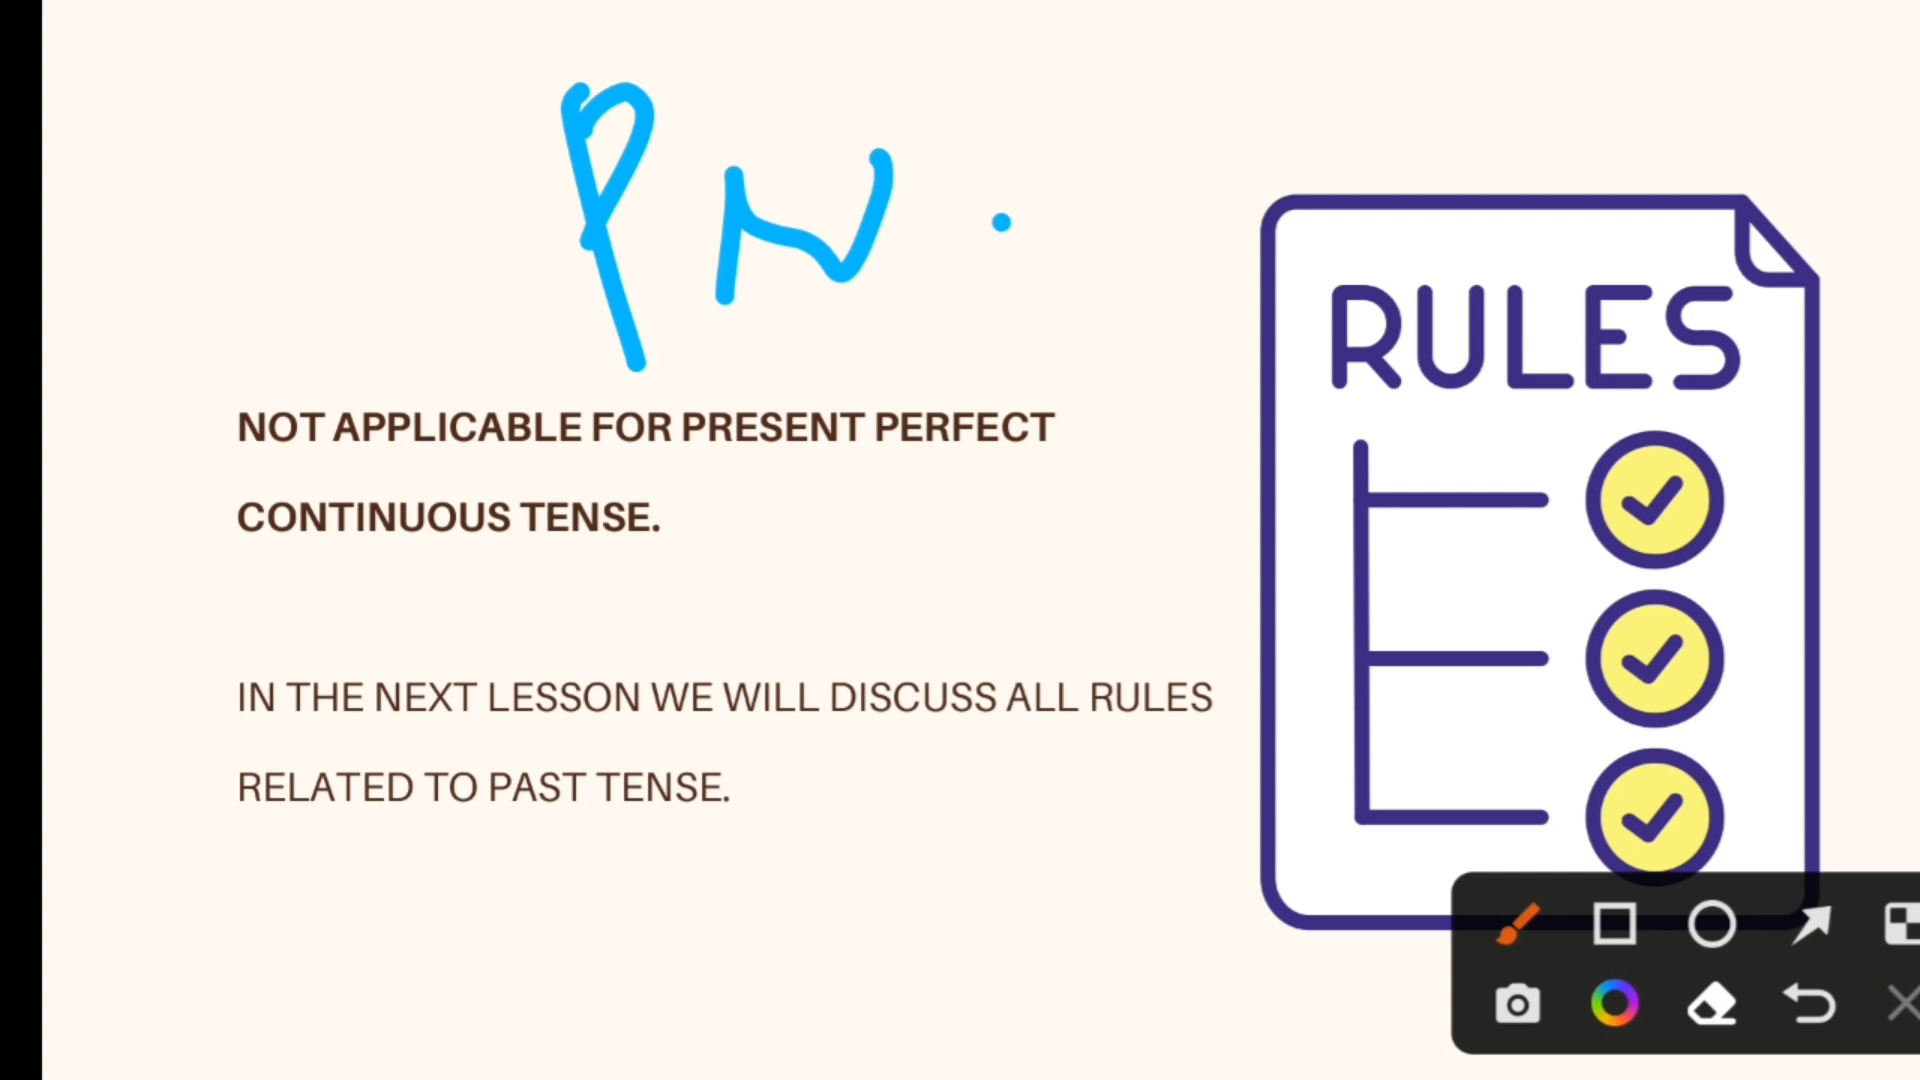 PN.
NOT APPLICABLE FOR PRESENT PERFECT
CONTINUOUS TENSE.
IN THE NEXT LESSON WE WILL DISCUSS ALL RULES
RELATED TO PAST TENSE.
RULES